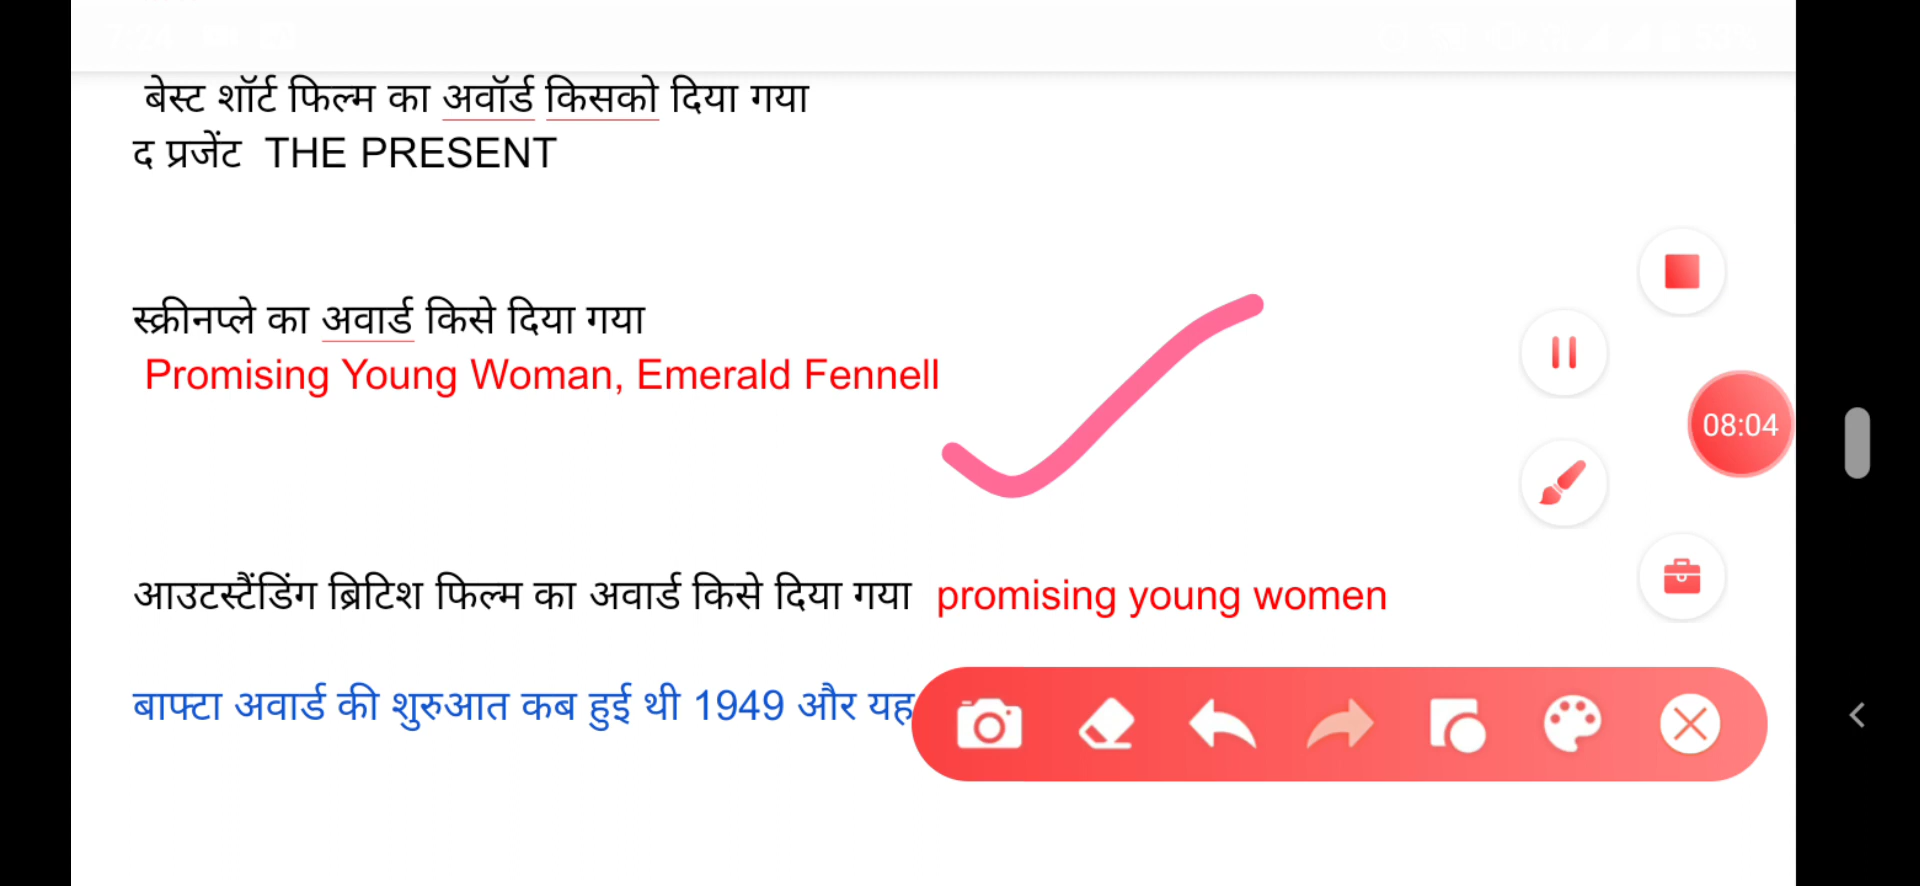 बेस्ट शॉर्ट फिल्म का अवॉर्ड किसको दिया गया
द प्रजेंट THE PRESENT
स्क्रीनप्ले का अवार्ड किसे दिया गया
Promising Young Woman, Emerald Fennell
08:04
आउटस्टैंडिंग ब्रिटिश फिल्म का अवार्ड किसे दिया गया promising young women
बाफ्टा अवार्ड की शुरुआत कब हुई थी 1949 और यह